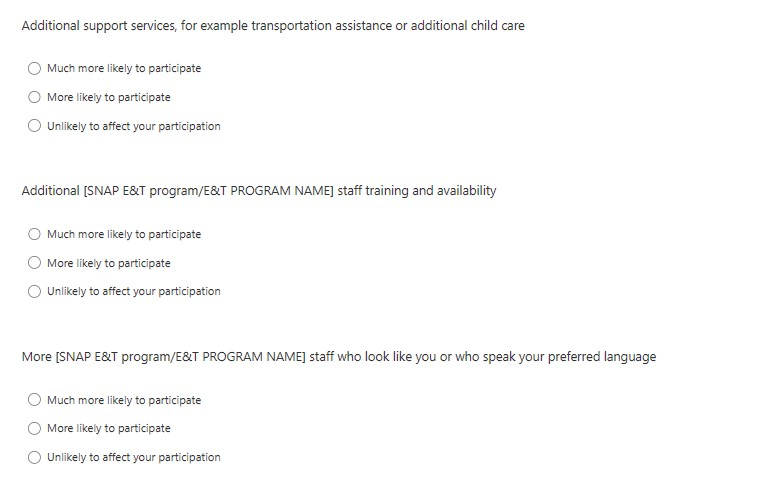 Additional support services, for example transportation assistance or additional child care
Much more likely to participate
More likely to participate
Unlikely to affect your participation
Additional [SNAP E&T program/E&T PROGRAM NAME] staff training and availability
Much more likely to participate
More likely to participate
Unlikely to affect your participation
More [SNAP E&T program/E&T PROGRAM NAME] staff who look like you or who speak your preferred language
Much more likely to participate
More likely to participate
Unlikely to affect your participation